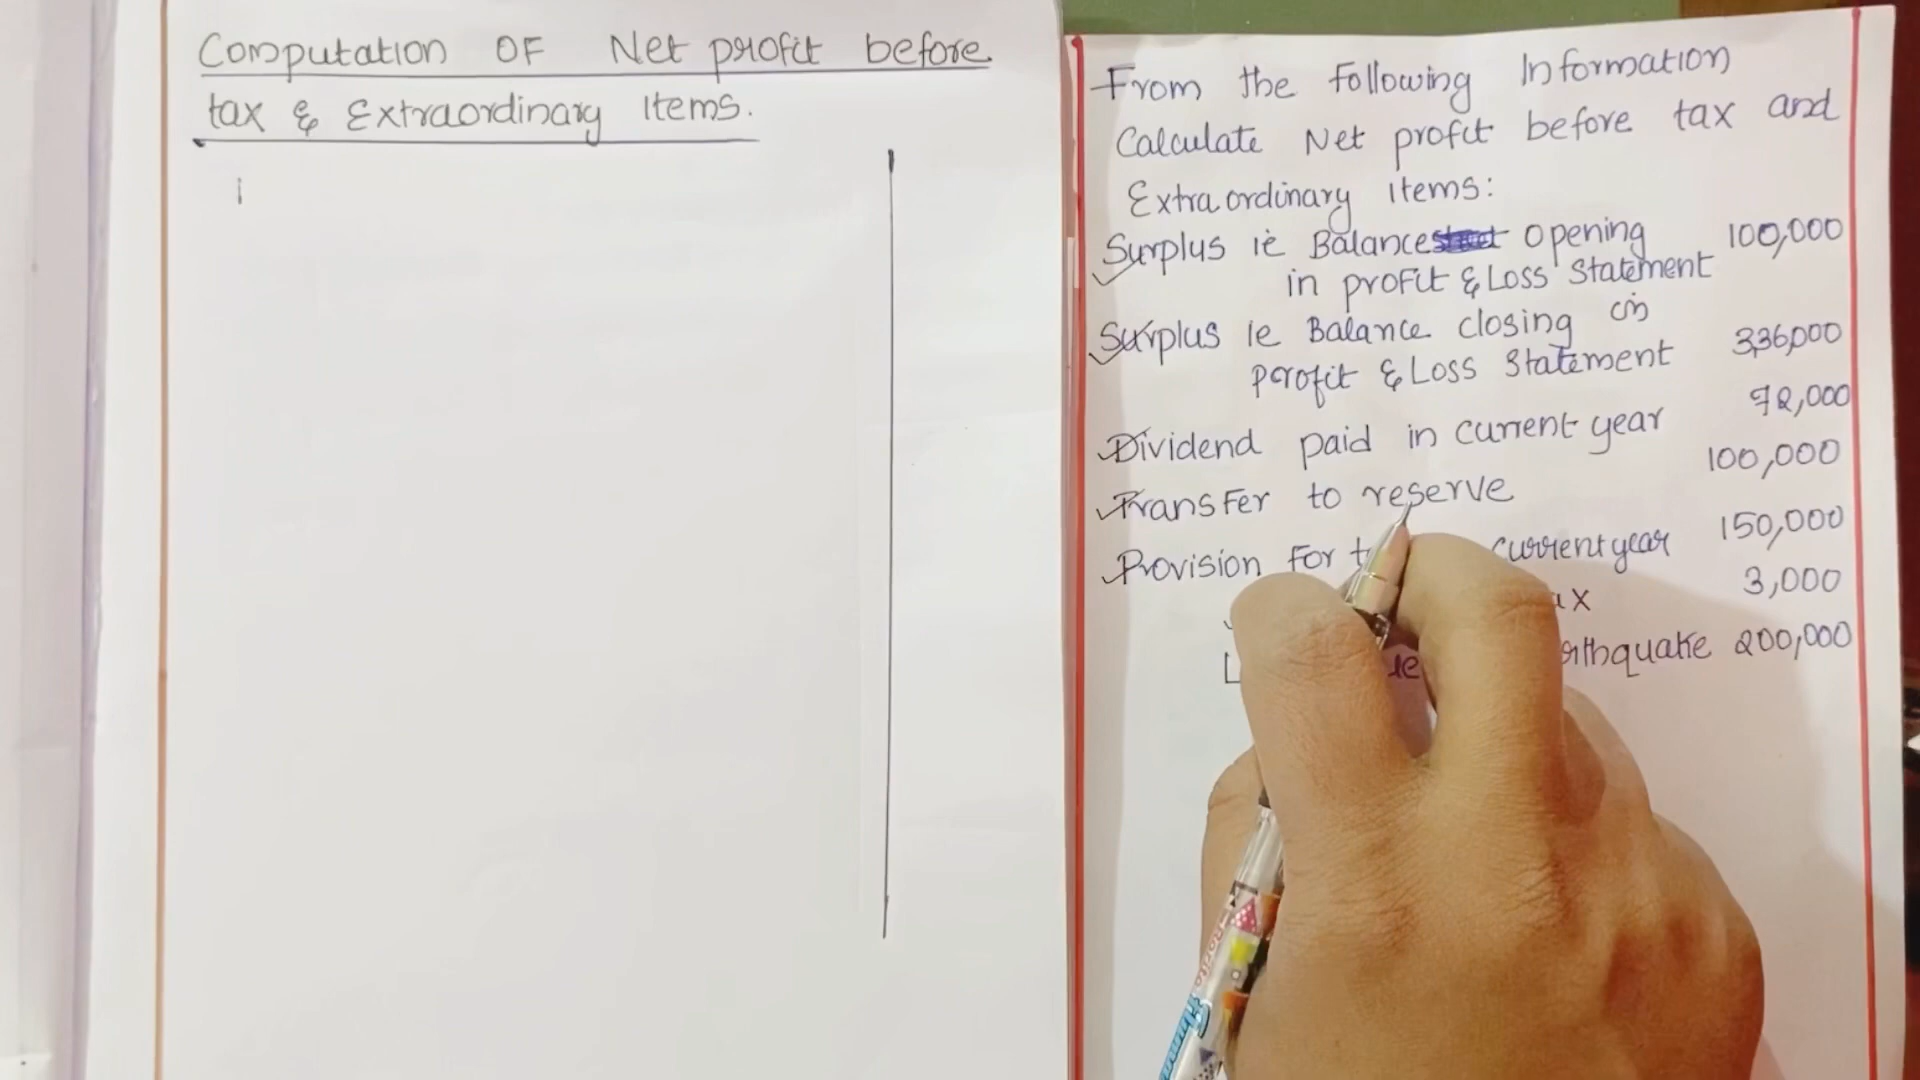 Computation OF Net profit before
tax & Extraordinary Items.
From the following Information
Calculate Net profit before tax and
Extraordinary items:
Surplus ie Balance opening 100,000
in profit & Loss Statement
Surplus ie Balance closing in
profit & Loss Statement 3,36,000
Dividend paid in current year 72,000
Transfer to reserve 100,000
Provision For current year 150,000
3,000
200,000